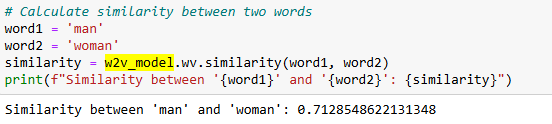 # Calculate similarity between two words
word1 = 'man'
word2 = 'woman'
similarity = w2v_model.wv.similarity(word1, word2)
print(f"Similarity between '{word1}' and '{word2}': {similarity}")
Similarity between 'man' and 'woman': 0.7128548622131348